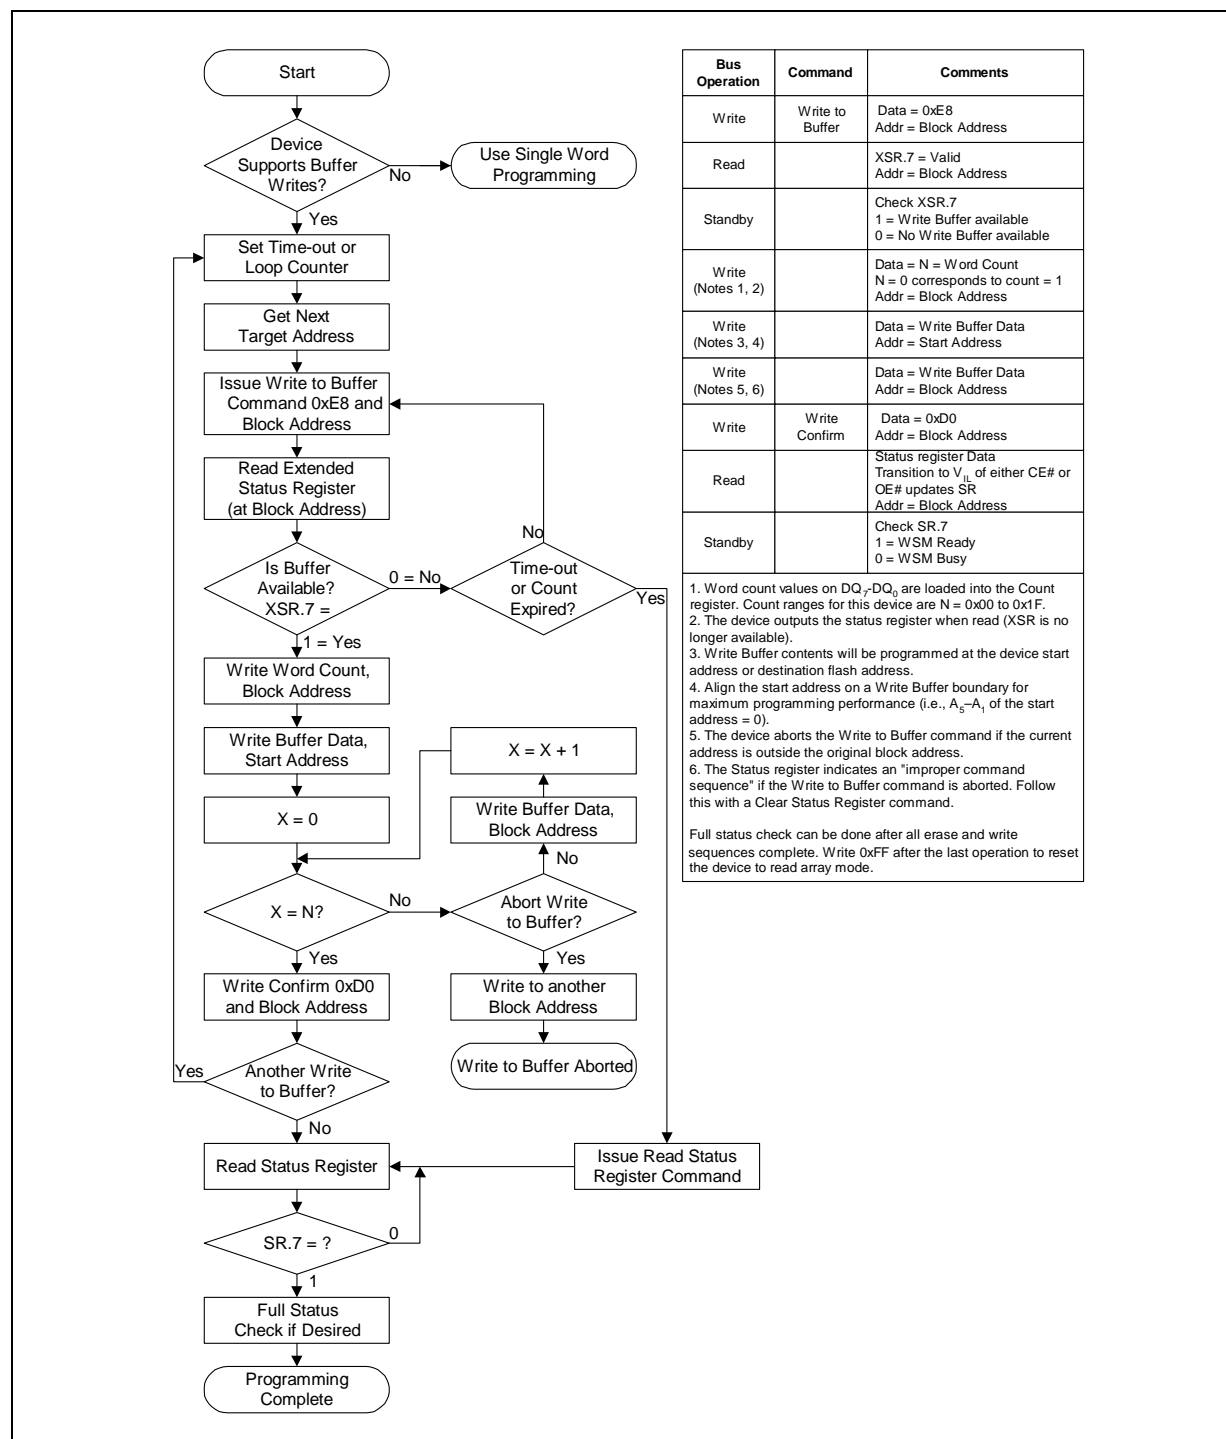 Start
Device
Supports Buffer
Writes?
No
Use Single Word
Programming
Yes
Set Time-out or
Loop Counter
Get Next
Target Address
Issue Write to Buffer
Command 0xE8 and
Block Address
Read Extended
Status Register
(at Block Address)
No
Is Buffer
Available?
XSR.7 =
0 = No
Time-out
or Count
Expired?
Yes
1 = Yes
Write Word Count,
Block Address
Write Buffer Data,
Start Address
X = X + 1
X = 0
Write Buffer Data,
Block Address
No
X = N?
No
Abort Write
to Buffer?
Yes
Yes
Write Confirm 0xD0
and Block Address
Write to another
Block Address
Yes
Another Write
to Buffer?
Write to Buffer Aborted
No
Read Status Register
Issue Read Status
Register Command
SR.7 = ?
0
1
Full Status
Check if Desired
Programming
Complete
Bus
Operation
Command
Comments
Write
Write to
Buffer
Data = 0xE8
Addr = Block Address
Read
XSR.7 = Valid
Addr = Block Address
Standby
Check XSR.7
1 = Write Buffer available
0 = No Write Buffer available
Write
(Notes 1, 2)
Data = N = Word Count
N = 0 corresponds to count = 1
Addr = Block Address
Write
(Notes 3, 4)
Data = Write Buffer Data
Addr = Start Address
Write
(Notes 5, 6)
Data = Write Buffer Data
Addr = Block Address
Write
Write
Confirm
Data = 0xD0
Addr = Block Address
Read
Status register Data
Transition to VIL of either CE# or
OE# updates SR
Addr = Block Address
Standby
Check SR.7
1 = WSM Ready
0 = WSM Busy
1. Word count values on DQ7-DQ0 are loaded into the Count
register. Count ranges for this device are N = 0x00 to 0x1F.
2. The device outputs the status register when read (XSR is no
longer available).
3. Write Buffer contents will be programmed at the device start
address or destination flash address.
4. Align the start address on a Write Buffer boundary for
maximum programming performance (i.e., A5–A1 of the start
address = 0).
5. The device aborts the Write to Buffer command if the current
address is outside the original block address.
6. The Status register indicates an "improper command
sequence" if the Write to Buffer command is aborted. Follow
this with a Clear Status Register command.
Full status check can be done after all erase and write
sequences complete. Write 0xFF after the last operation to reset
the device to read array mode.